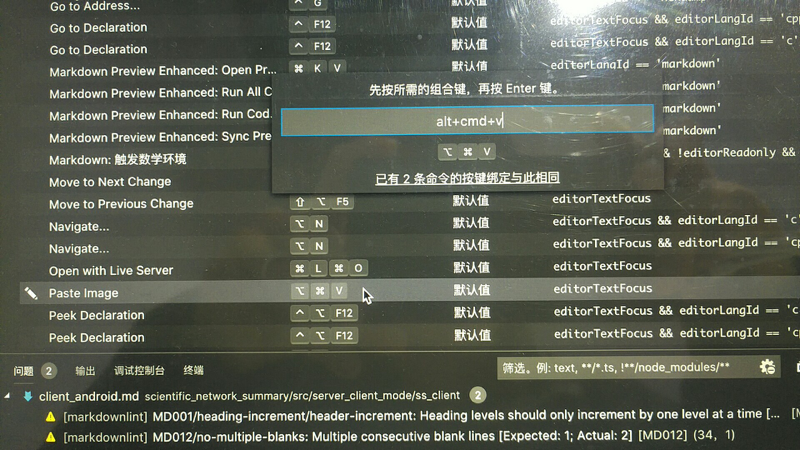 Go to Address... ^ G 默认值
Go to Declaration ^ F12 默认值 editorTextFocus && editorLangId == 'cpp
Go to Declaration ^ F12 默认值 editorTextFocus && editorLangId == 'c'
Markdown Preview Enhanced: Open Pr... ⌘ K V 默认值 editorLangId == 'markdown'
先按所需的组合键，再按 Enter 键。
alt+cmd+v
⌥ ⌘ V
已有 2 条命令的按键绑定与此相同
Markdown Preview Enhanced: Run All C 'markdown'
Markdown Preview Enhanced: Run Cod. 'markdown'
Markdown Preview Enhanced: Sync Pre 'markdown'
Markdown: 触发数学环境 & !editorReadonly &&
Move to Next Change
Move to Previous Change ⇧ ⌥ F5 默认值 editorTextFocus
Navigate... ⌥ N 默认值 editorTextFocus && editorLangId == 'c'
Navigate... ⌥ N 默认值 editorTextFocus && editorLangId == 'cpp
Open with Live Server ⌘ L ⌘ O 默认值 editorTextFocus
Paste Image ⌥ ⌘ V 默认值 editorTextFocus
Peek Declaration ^ ⌥ F12 默认值 editorTextFocus && editorLangId == 'c
Peek Declaration ^ ⌥ F12 默认值 editorTextFocus && editorLangId == 'cp
问题 2 输出 调试控制台 终端 筛选。例: text, **/*.ts, !**/node_modules/**
client_android.md scientific_network_summary/src/server_client_mode/ss_client 2
[markdownlint] MD001/heading-increment/header-increment: Heading levels should only increment by one level at a time [...
[markdownlint] MD012/no-multiple-blanks: Multiple consecutive blank lines [Expected: 1; Actual: 2] [MD012] (34, 1)